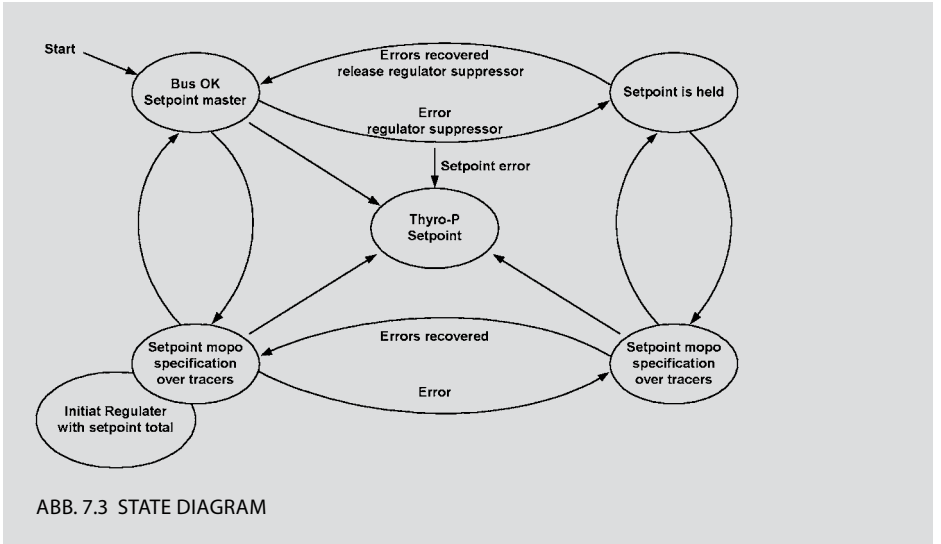 Start
Bus OK
Setpoint master
Errors recovered
release regulator suppressor
Error
regulator suppressor
Setpoint is held
Setpoint error
Thyro-P
Setpoint
Setpoint mopo
specification
over tracers
Errors recovered
Error
Setpoint mopo
specification
over tracers
Initiat Regulater
with setpoint total
ABB. 7.3 STATE DIAGRAM